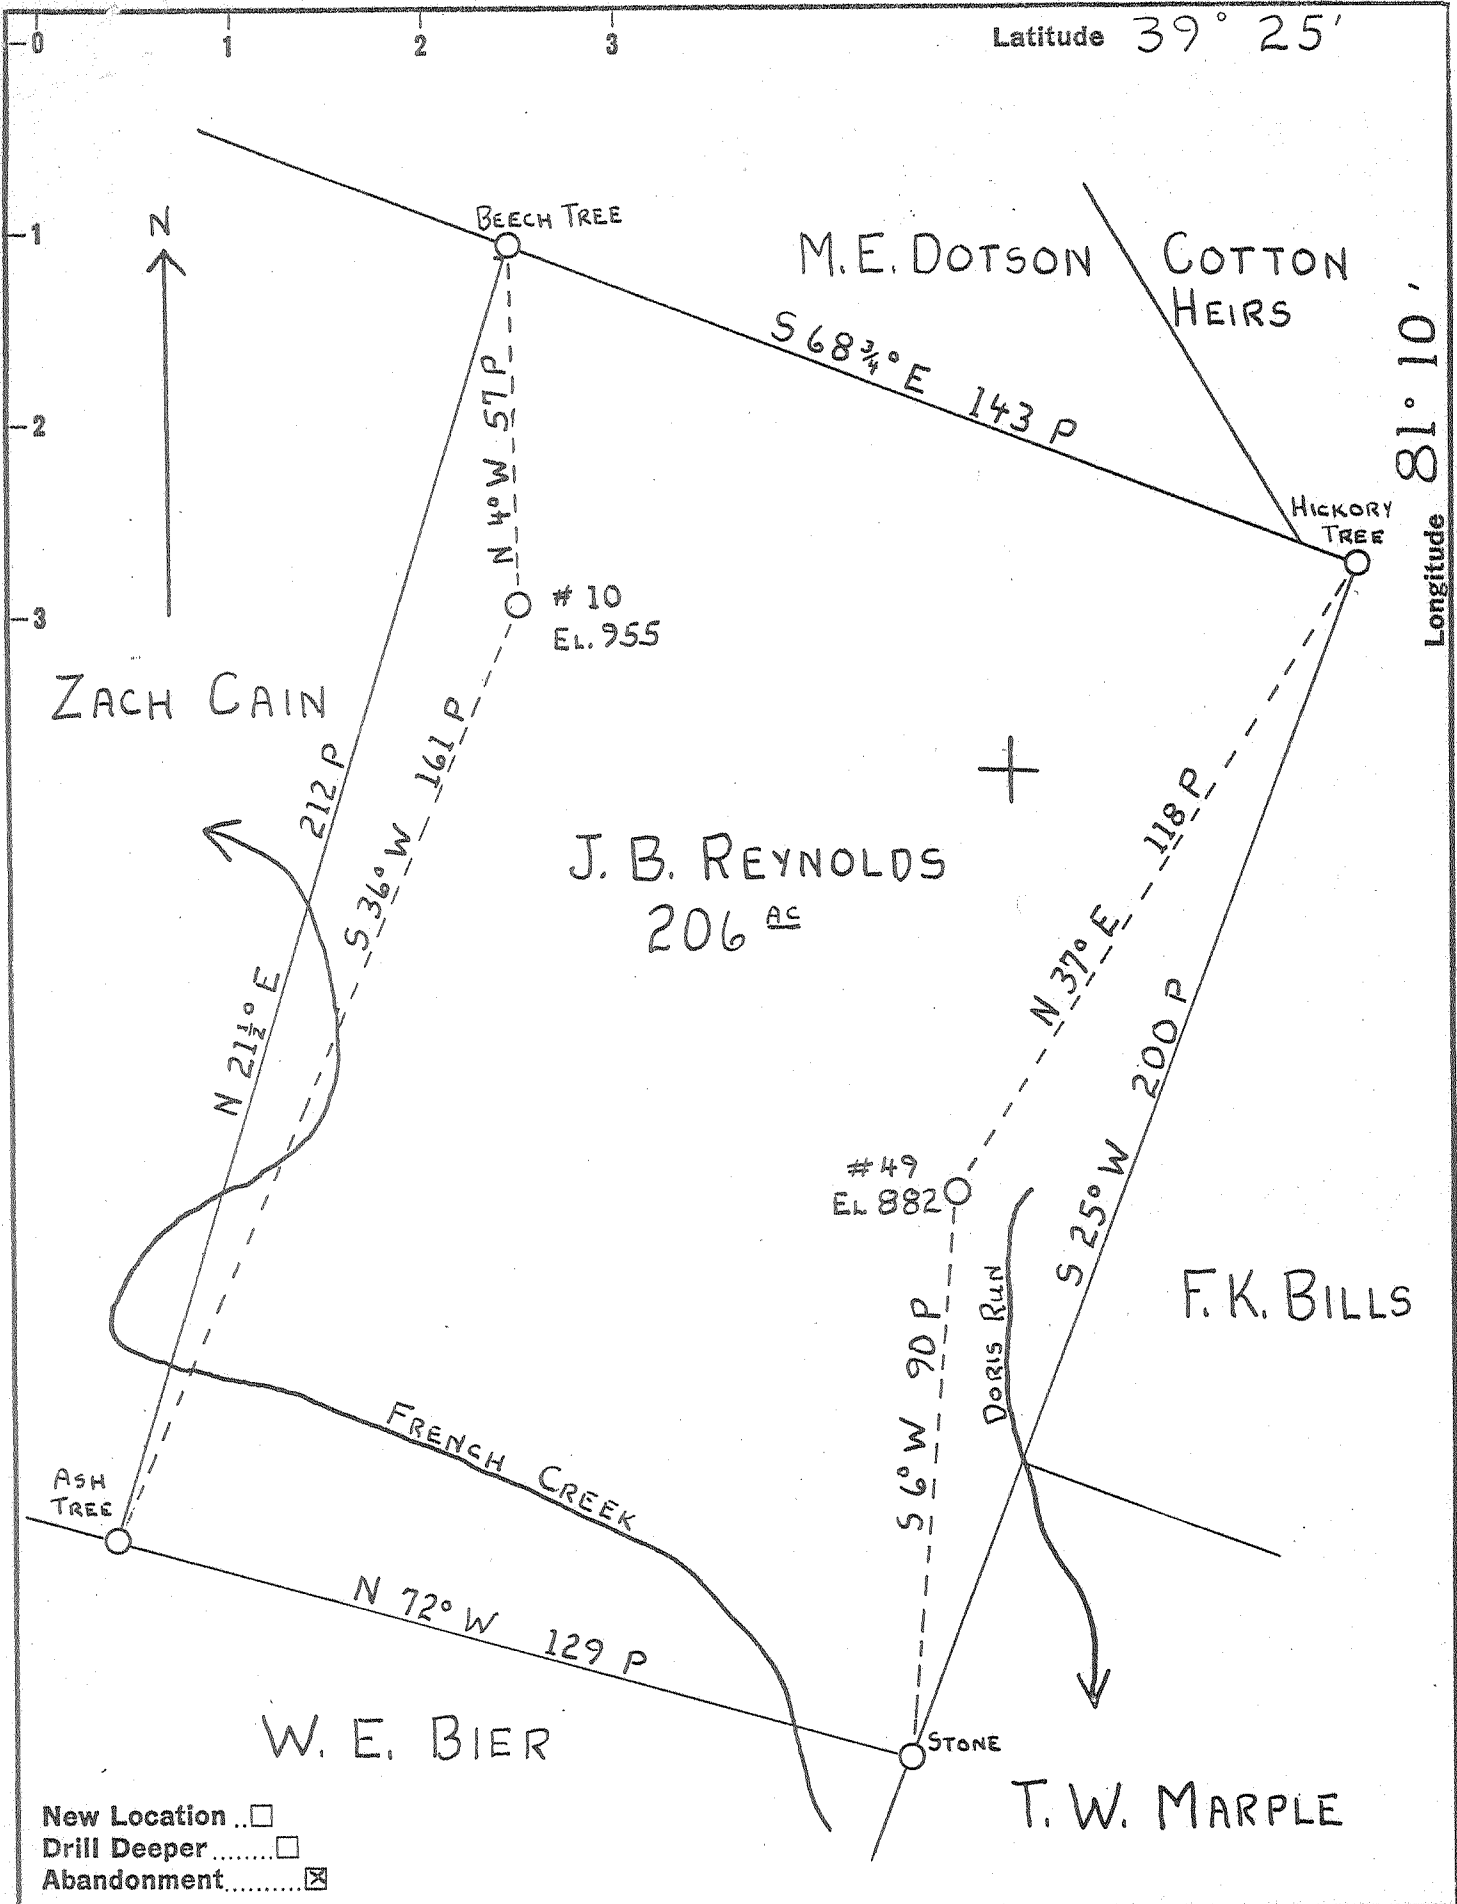 0 1 2 3
Latitude 39° 25'
1
2
3
Longitude 81° 10'
N
BEECH TREE
M.E. DOTSON
COTTON
HEIRS
S 68¾° E 143 P
N 4° W 57 P
HICKORY
TREE
# 10
EL. 955
ZACH CAIN
212 P
N 21½° E
S 36° W 161 P
J. B. REYNOLDS
206 AC
N 37° E 118 P
S 25° W 200 P
# 49
EL 882
DORIS RUN
F. K. BILLS
S 6° W 90 P
FRENCH CREEK
ASH
TREE
N 72° W 129 P
STONE
W. E. BIER
T. W. MARPLE
New Location ..☐
Drill Deeper ........☐
Abandonment..........☒